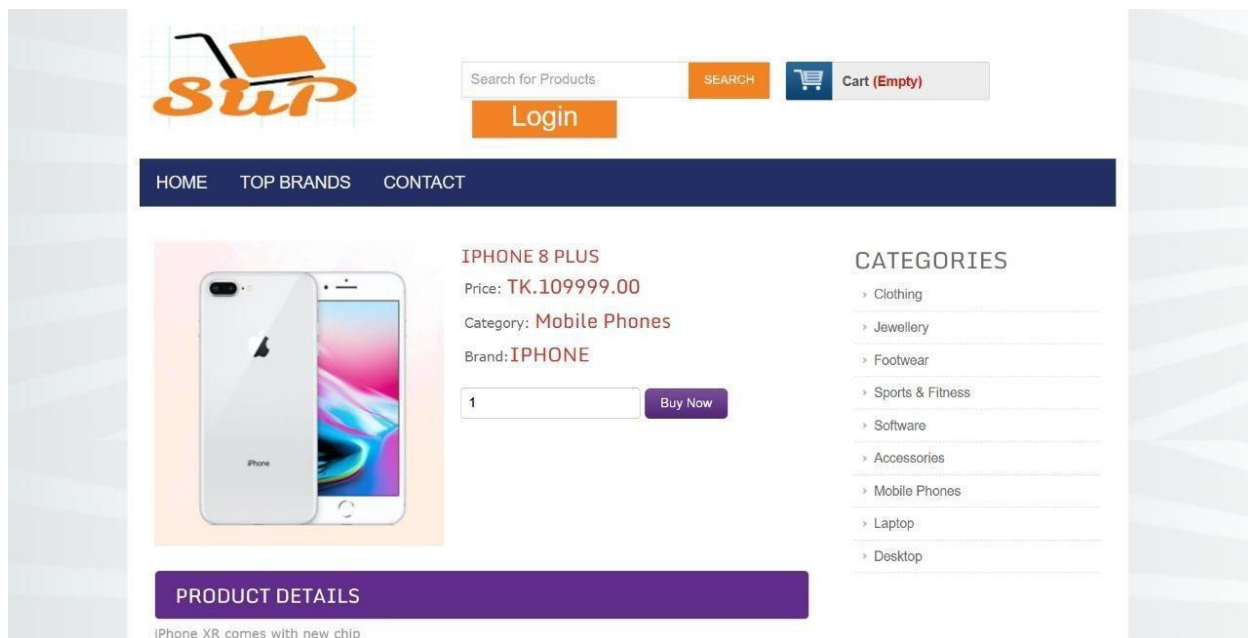 SuP
Search for Products
SEARCH
Cart (Empty)
Login
HOME TOP BRANDS CONTACT
IPHONE 8 PLUS
Price: TK.109999.00
Category: Mobile Phones
Brand:IPHONE
1
Buy Now
iPhone
CATEGORIES
Clothing
Jewellery
Footwear
Sports & Fitness
Software
Accessories
Mobile Phones
Laptop
Desktop
PRODUCT DETAILS
iPhone XR comes with new chip